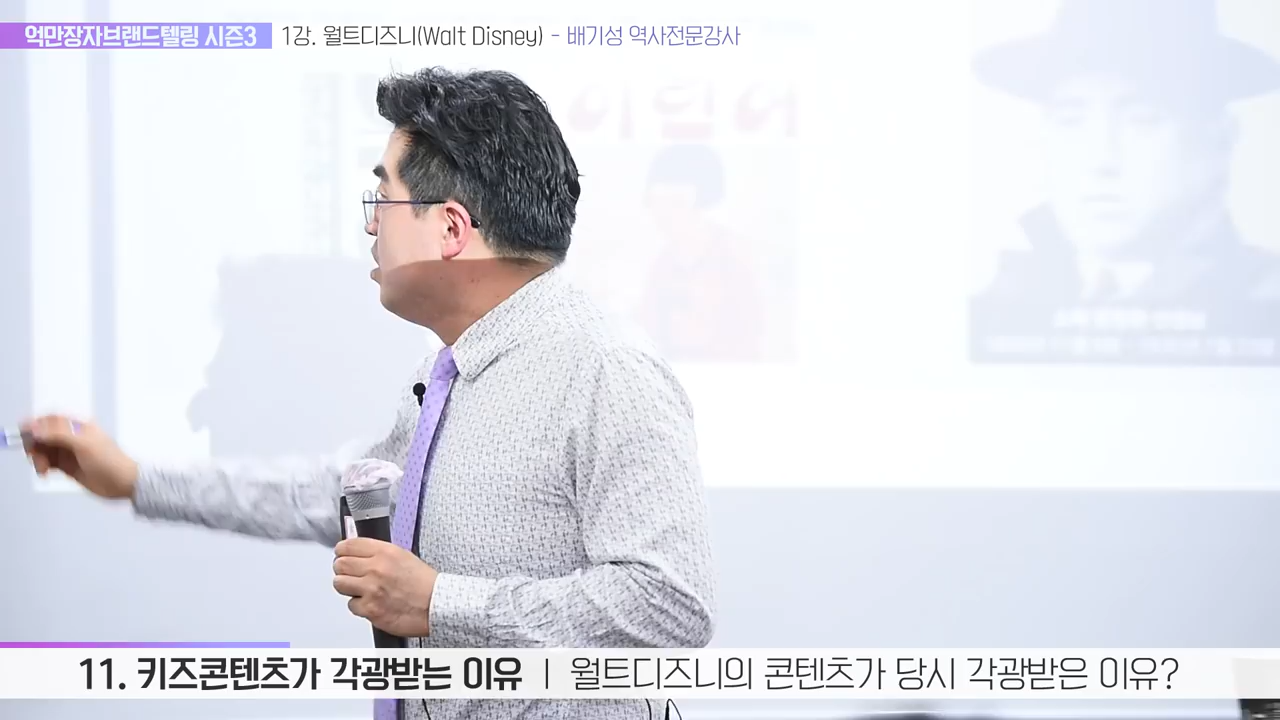 억만장자브랜드텔링 시즌3 1강. 월트디즈니(Walt Disney) - 배기성 역사전문강사
어린이
11. 키즈콘텐츠가 각광받는 이유 | 월트디즈니의 콘텐츠가 당시 각광받은 이유?